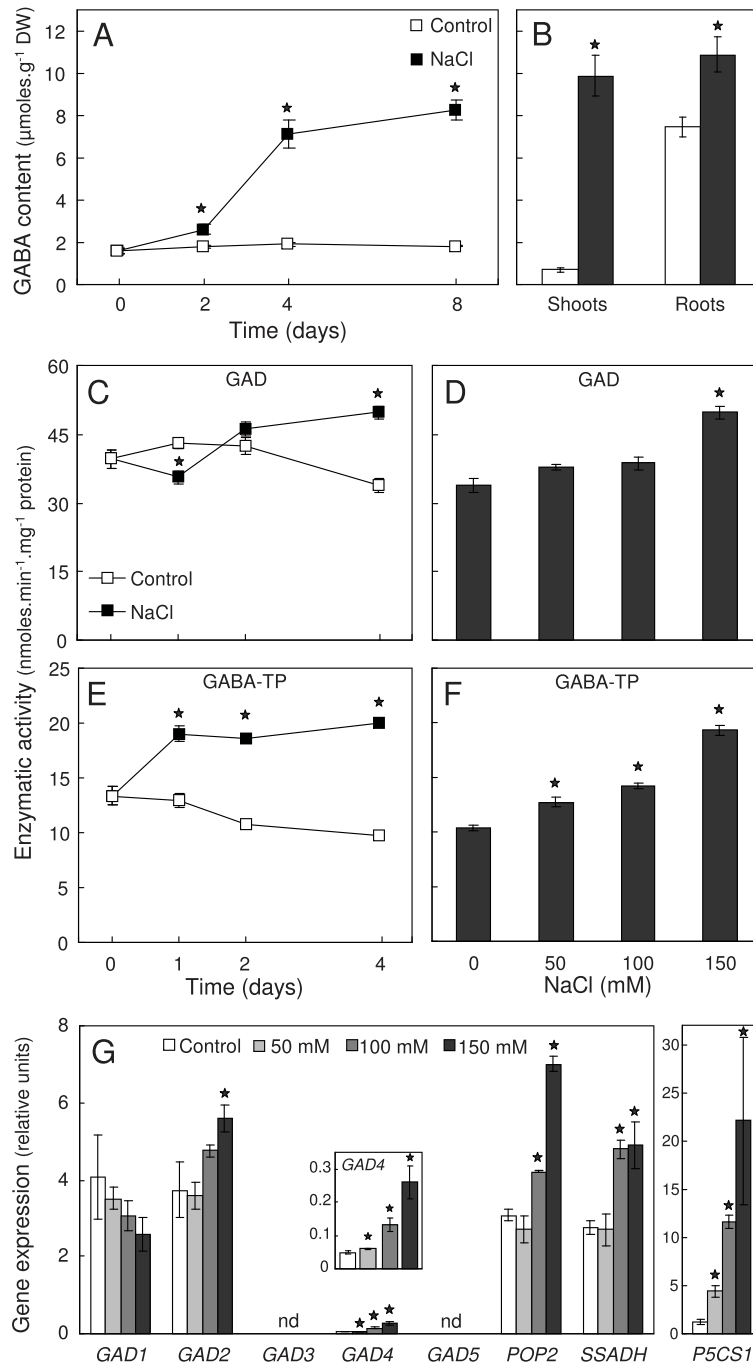 A
Control
NaCl
B
GABA content (µmoles.g⁻¹ DW)
12
10
8
6
4
2
0
0
2
4
8
Time (days)
Shoots
Roots
C
GAD
60
45
30
15
0
Control
NaCl
D
GAD
Enzymatic activity (nmoles.min⁻¹.mg⁻¹ protein)
E
GABA-TP
25
20
15
10
5
0
0
1
2
4
Time (days)
F
GABA-TP
0
50
100
150
NaCl (mM)
G
Control
50 mM
100 mM
150 mM
Gene expression (relative units)
8
6
4
2
0
GAD4
0.3
0.2
0.1
0
nd
nd
GAD1
GAD2
GAD3
GAD4
GAD5
POP2
SSADH
30
25
20
15
10
5
0
P5CS1